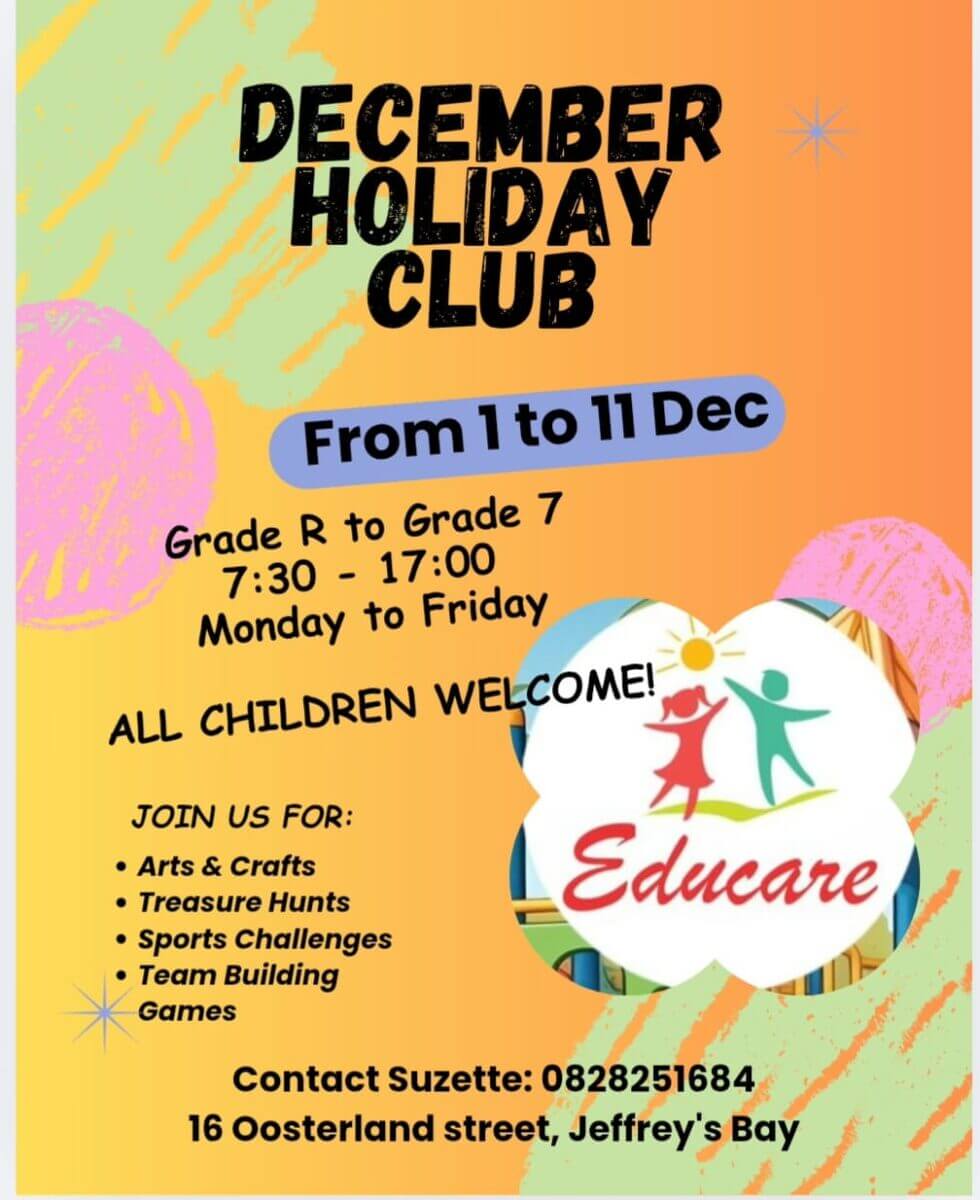 DECEMBER
HOLIDAY
CLUB
From 1 to 11 Dec
Grade R to Grade 7
7:30 - 17:00
Monday to Friday
ALL CHILDREN WELCOME!
JOIN US FOR:
• Arts & Crafts
• Treasure Hunts
• Sports Challenges
• Team Building
Games
Educare
Contact Suzette: 0828251684
16 Oosterland street, Jeffrey's Bay